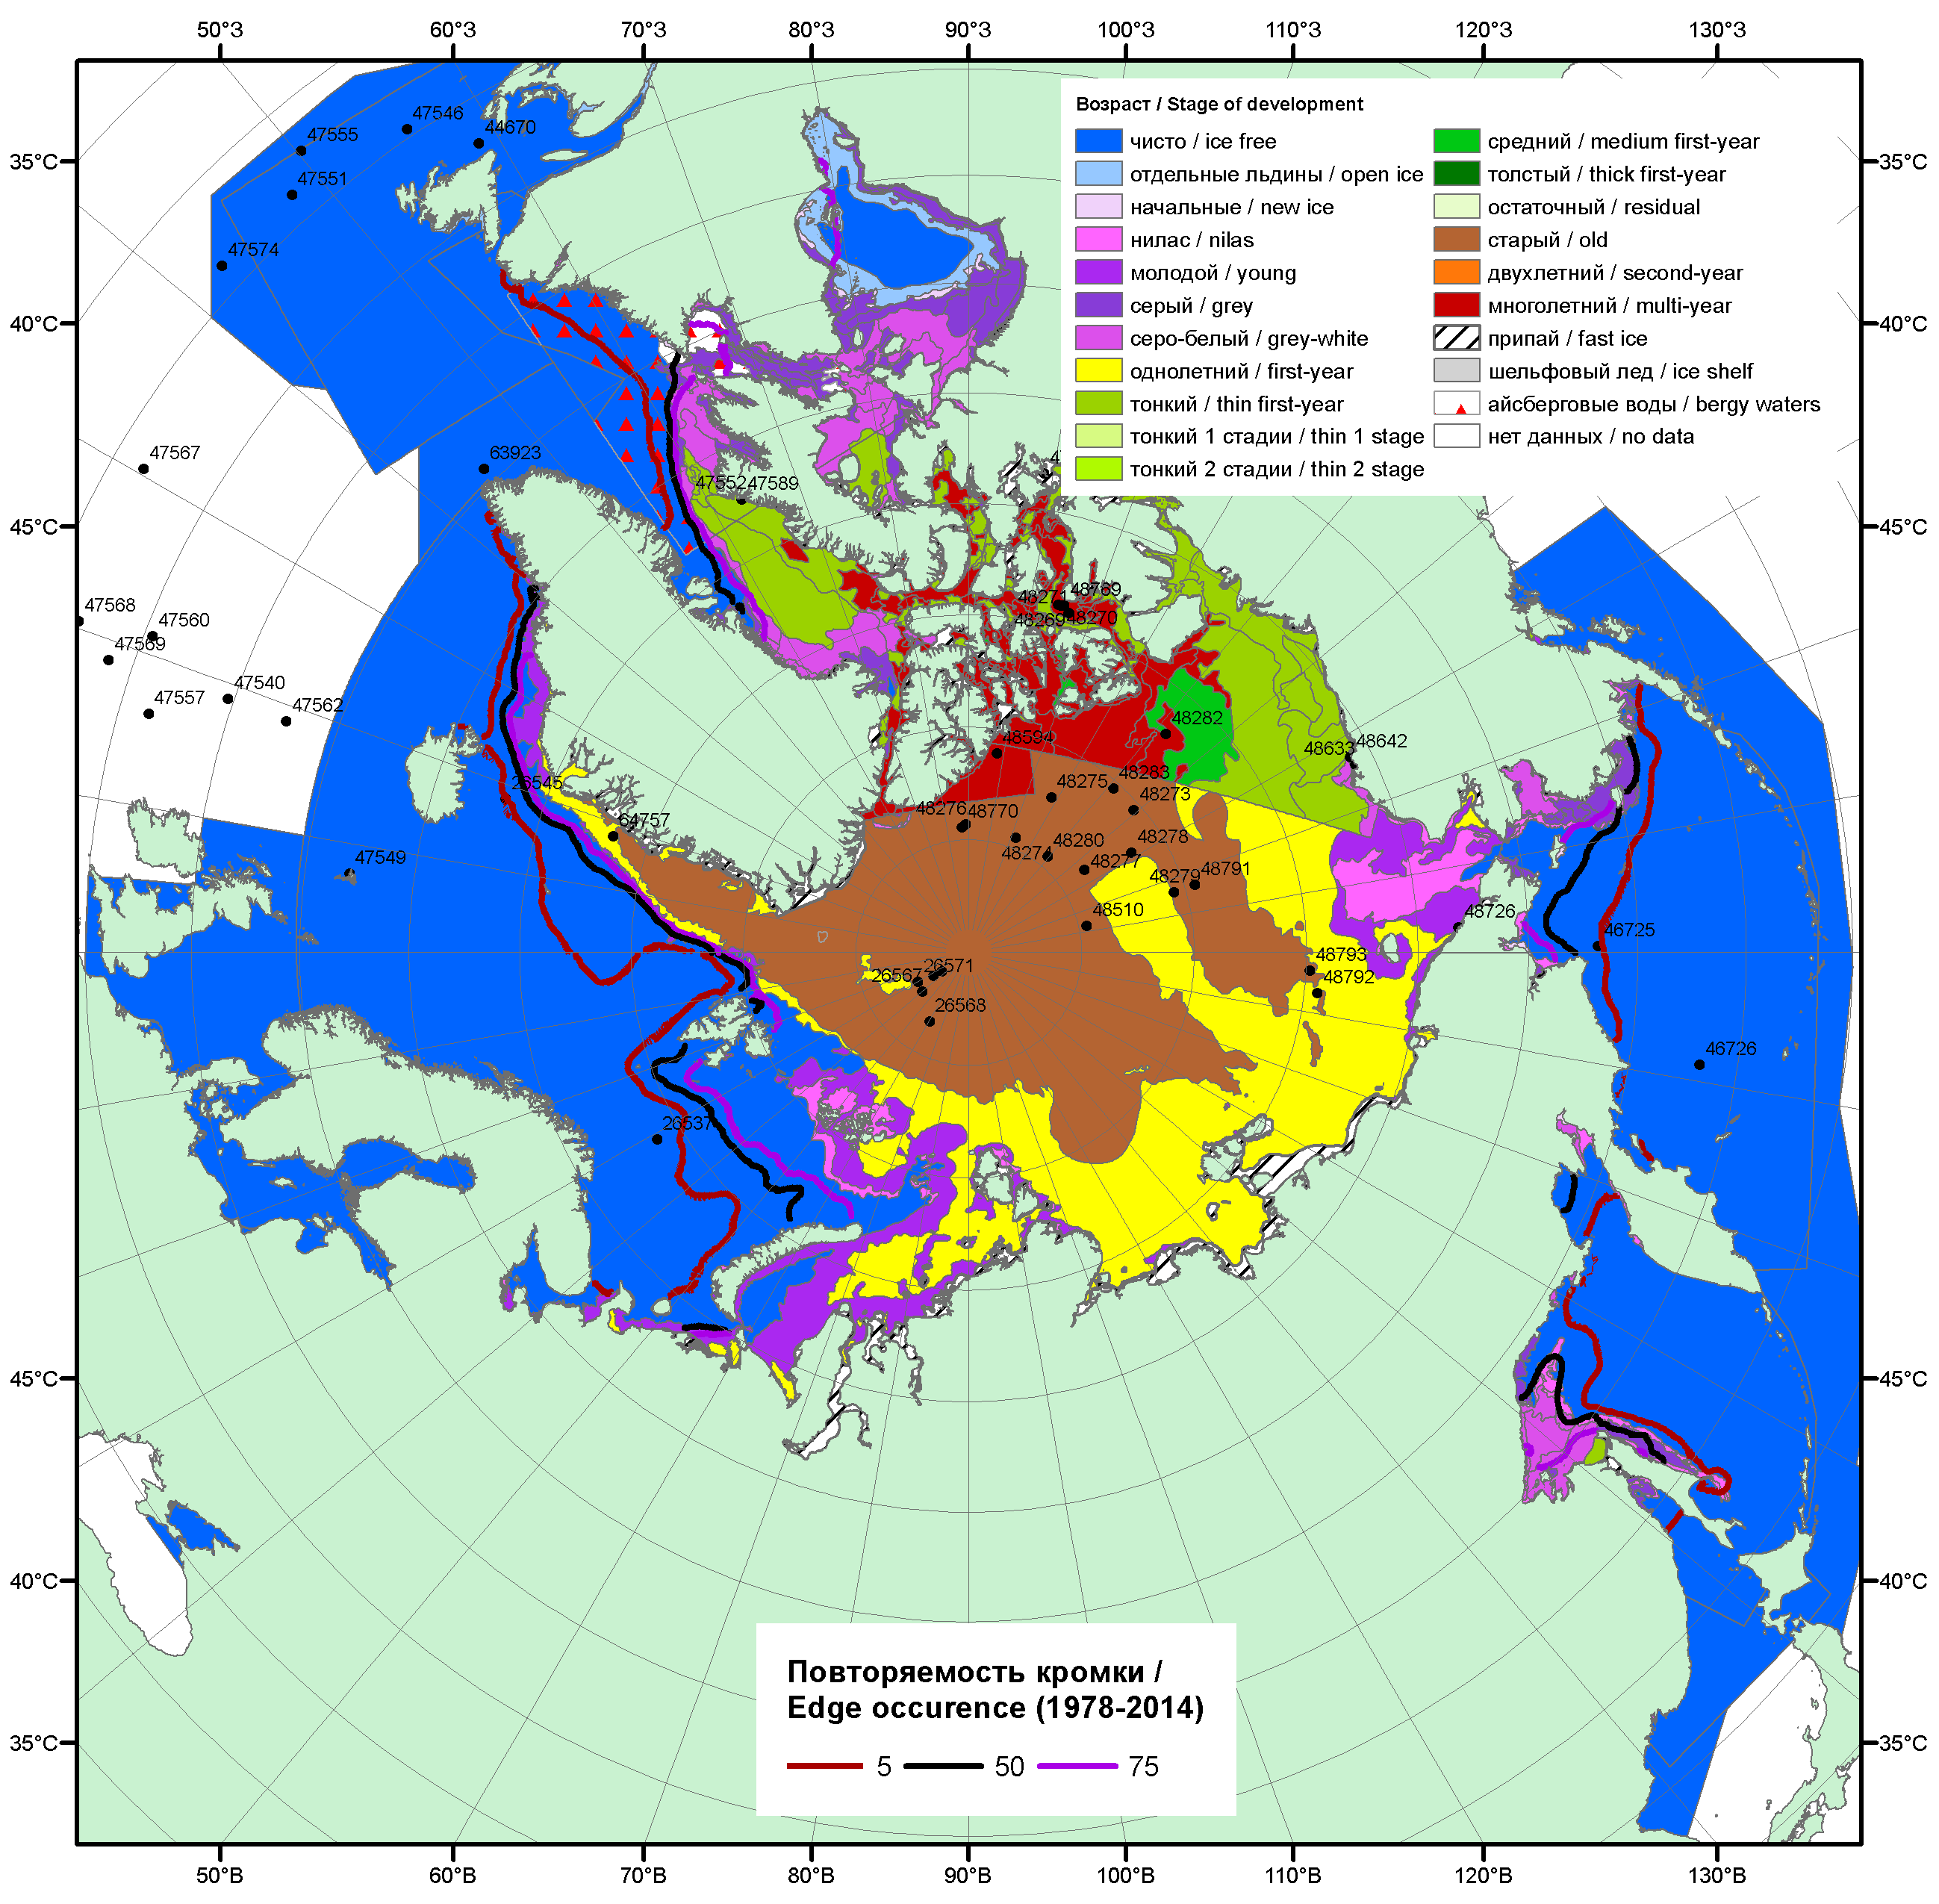 50°З 60°З 70°З 80°З 90°З 100°З 110°З 120°З 130°З
Возраст / Stage of development
чисто / ice free
отдельные льдины / open ice
начальные / new ice
нилас / nilas
молодой / young
серый / grey
серо-белый / grey-white
однолетний / first-year
тонкий / thin first-year
тонкий 1 стадии / thin 1 stage
тонкий 2 стадии / thin 2 stage
средний / medium first-year
толстый / thick first-year
остаточный / residual
старый / old
двухлетний / second-year
многолетний / multi-year
припай / fast ice
шельфовый лед / ice shelf
айсберговые воды / bergy waters
нет данных / no data
35°С 35°С
40°С 40°С
45°С 45°С
47546
44670
47555
47551
47574
47567
63923
47552 47589
47568
47560
47569
47540
47557
47562
48271 48769
48269 48270
48282
48594
48633 48642
26545
48275 48283
48273
48276 48770
64757
48274 48280 48278
48277
47549
48279 48791
48510
48726
46725
26571
26567
48793
48792
26568
46726
26537
45°С 45°С
40°С 40°С
35°С 35°С
Повторяемость кромки /
Edge occurence (1978-2014)
5 50 75
50°В 60°В 70°В 80°В 90°В 100°В 110°В 120°В 130°В